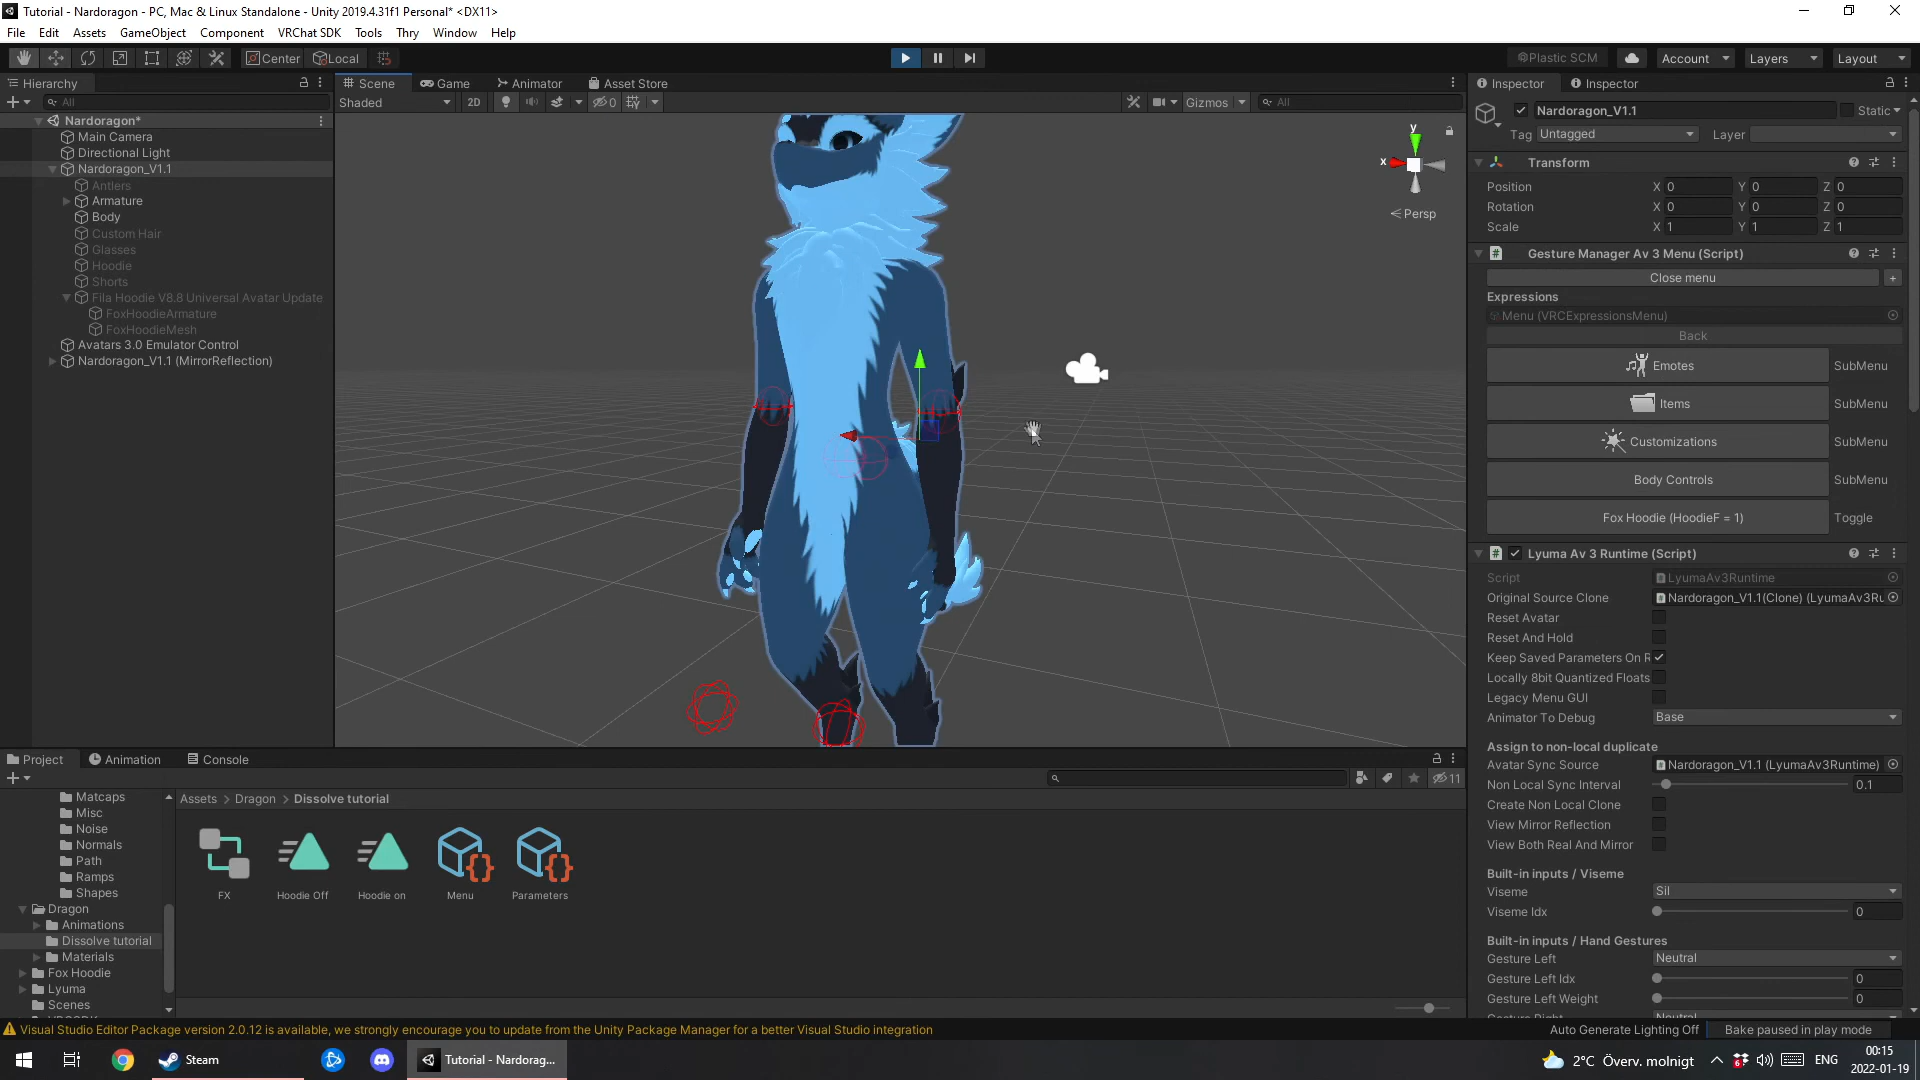 Tutorial - Nardoragon - PC, Mac & Linux Standalone - Unity 2019.4.31f1 Personal* <DX11>
File Edit Assets GameObject Component VRChat SDK Tools Thry Window Help
Center Local Plastic SCM Account Layers Layout
Hierarchy
All
Nardoragon*
Main Camera
Directional Light
Nardoragon_V1.1
Antlers
Armature
Body
Custom Hair
Glasses
Hoodie
Shorts
Fila Hoodie V8.8 Universal Avatar Update
FoxHoodieArmature
FoxHoodieMesh
Avatars 3.0 Emulator Control
Nardoragon_V1.1 (MirrorReflection)
Scene Game Animator Asset Store
Shaded 2D 0 Gizmos All
y
x
Persp
Inspector Inspector
Nardoragon_V1.1 Static
Tag Untagged Layer
Transform
Position X 0 Y 0 Z 0
Rotation X 0 Y 0 Z 0
Scale X 1 Y 1 Z 1
Gesture Manager Av 3 Menu (Script)
Close menu +
Expressions
Menu (VRCExpressionsMenu)
Back
Emotes SubMenu
Items SubMenu
Customizations SubMenu
Body Controls SubMenu
Fox Hoodie (HoodieF = 1) Toggle
Lyuma Av 3 Runtime (Script)
Script LyumaAv3Runtime
Original Source Clone Nardoragon_V1.1(Clone) (LyumaAv3Ru
Reset Avatar
Reset And Hold
Keep Saved Parameters On R
Locally 8bit Quantized Floats
Legacy Menu GUI
Animator To Debug Base
Assign to non-local duplicate
Avatar Sync Source Nardoragon_V1.1 (LyumaAv3Runtime)
Non Local Sync Interval 0.1
Create Non Local Clone
View Mirror Reflection
View Both Real And Mirror
Built-in inputs / Viseme
Viseme Sil
Viseme Idx 0
Built-in inputs / Hand Gestures
Gesture Left Neutral
Gesture Left Idx 0
Gesture Left Weight 0
Gesture Right Neutral
Project Animation Console
11
Matcaps
Misc
Noise
Normals
Path
Ramps
Shapes
Dragon
Animations
Dissolve tutorial
Materials
Fox Hoodie
Lyuma
Scenes
VRCSDK
Assets > Dragon > Dissolve tutorial
FX Hoodie Off Hoodie on Menu Parameters
Visual Studio Editor Package version 2.0.12 is available, we strongly encourage you to update from the Unity Package Manager for a better Visual Studio integration
Auto Generate Lighting Off Bake paused in play mode
Steam Tutorial - Nardorag... 2°C Överv. molnigt ENG 00:15
2022-01-19